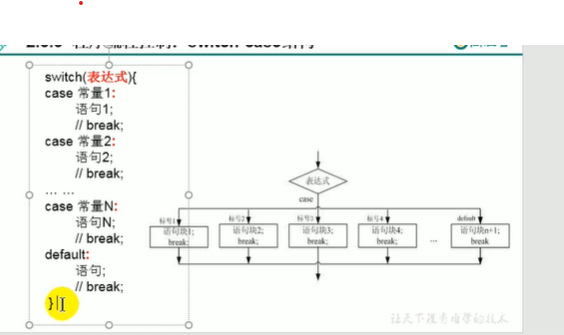 switch(表达式){
case 常量1:
语句1;
// break;
case 常量2:
语句2;
// break;
... ...
case 常量N:
语句N;
// break;
default:
语句;
// break;
}
表达式
case
标号1
语句块1;
break;
标号2
语句块2;
break;
标号3
语句块3;
break;
标号4
语句块4;
break;
...
default
语句块n+1;
break
让天下没有难学的技术